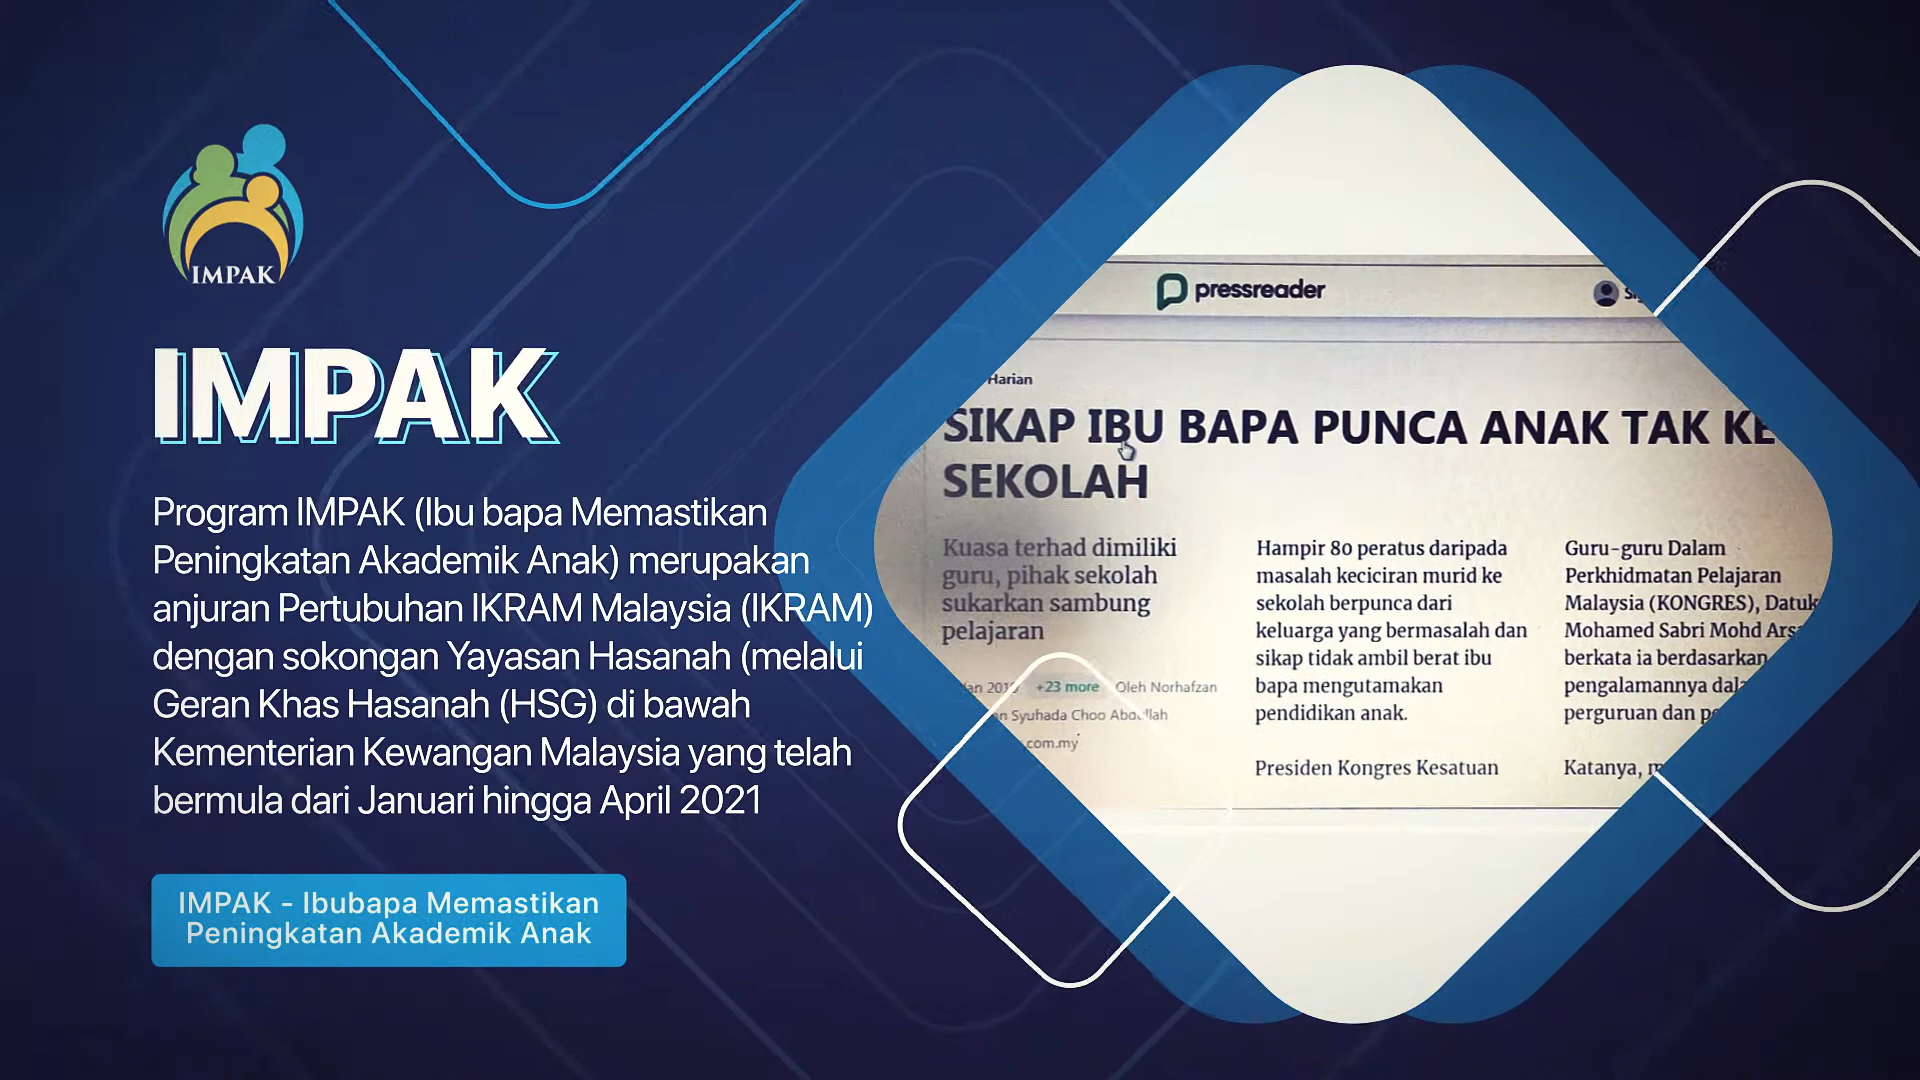 IMPAK
IMPAK
Program IMPAK (Ibu bapa Memastikan
Peningkatan Akademik Anak) merupakan
anjuran Pertubuhan IKRAM Malaysia (IKRAM)
dengan sokongan Yayasan Hasanah (melalui
Geran Khas Hasanah (HSG) di bawah
Kementerian Kewangan Malaysia yang telah
bermula dari Januari hingga April 2021
IMPAK - Ibubapa Memastikan
Peningkatan Akademik Anak
pressreader
Harian
SIKAP IBU BAPA PUNCA ANAK TAK KE
SEKOLAH
Kuasa terhad dimiliki
guru, pihak sekolah
sukarkan sambung
pelajaran
+23 more Oleh Norhafzan
Syuhada Choo Abdullah
.com.my
Hampir 80 peratus daripada
masalah keciciran murid ke
sekolah berpunca dari
keluarga yang bermasalah dan
sikap tidak ambil berat ibu
bapa mengutamakan
pendidikan anak.
Presiden Kongres Kesatuan
Guru-guru Dalam
Perkhidmatan Pelajaran
Malaysia (KONGRES), Datuk
Mohamed Sabri Mohd
berkata ia berdasarkan
pengalamannya
perguruan dan
Katanya,